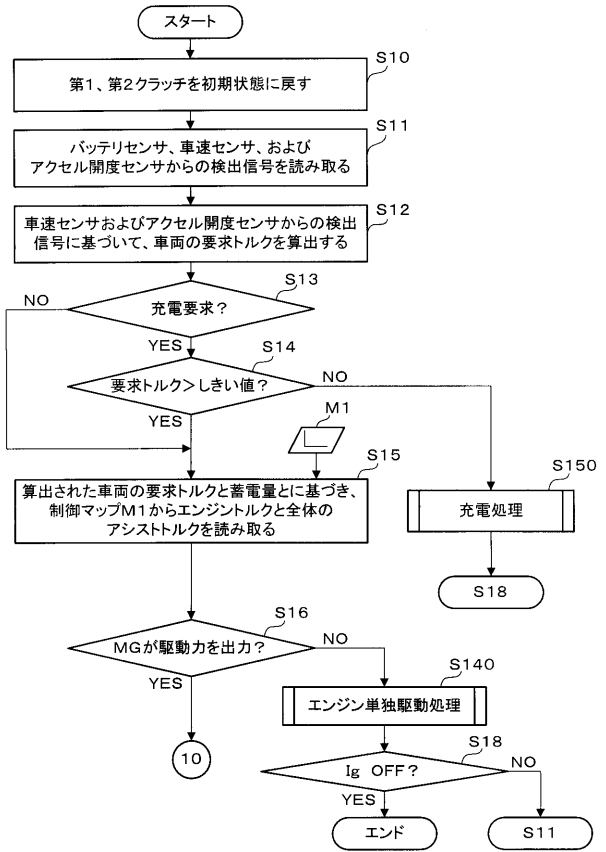 スタート
S10
第1、第2クラッチを初期状態に戻す
S11
バッテリセンサ、車速センサ、および
アクセル開度センサからの検出信号を読み取る
S12
車速センサおよびアクセル開度センサからの検出
信号に基づいて、車両の要求トルクを算出する
S13
NO
充電要求?
YES
S14
要求トルク>しきい値?
NO
YES
M1
S15
算出された車両の要求トルクと蓄電量とに基づき、
制御マップM1からエンジントルクと全体の
アシストトルクを読み取る
S150
充電処理
S18
S16
MGが駆動力を出力?
NO
YES
S140
エンジン単独駆動処理
10
S18
Ig OFF?
NO
YES
エンド
S11